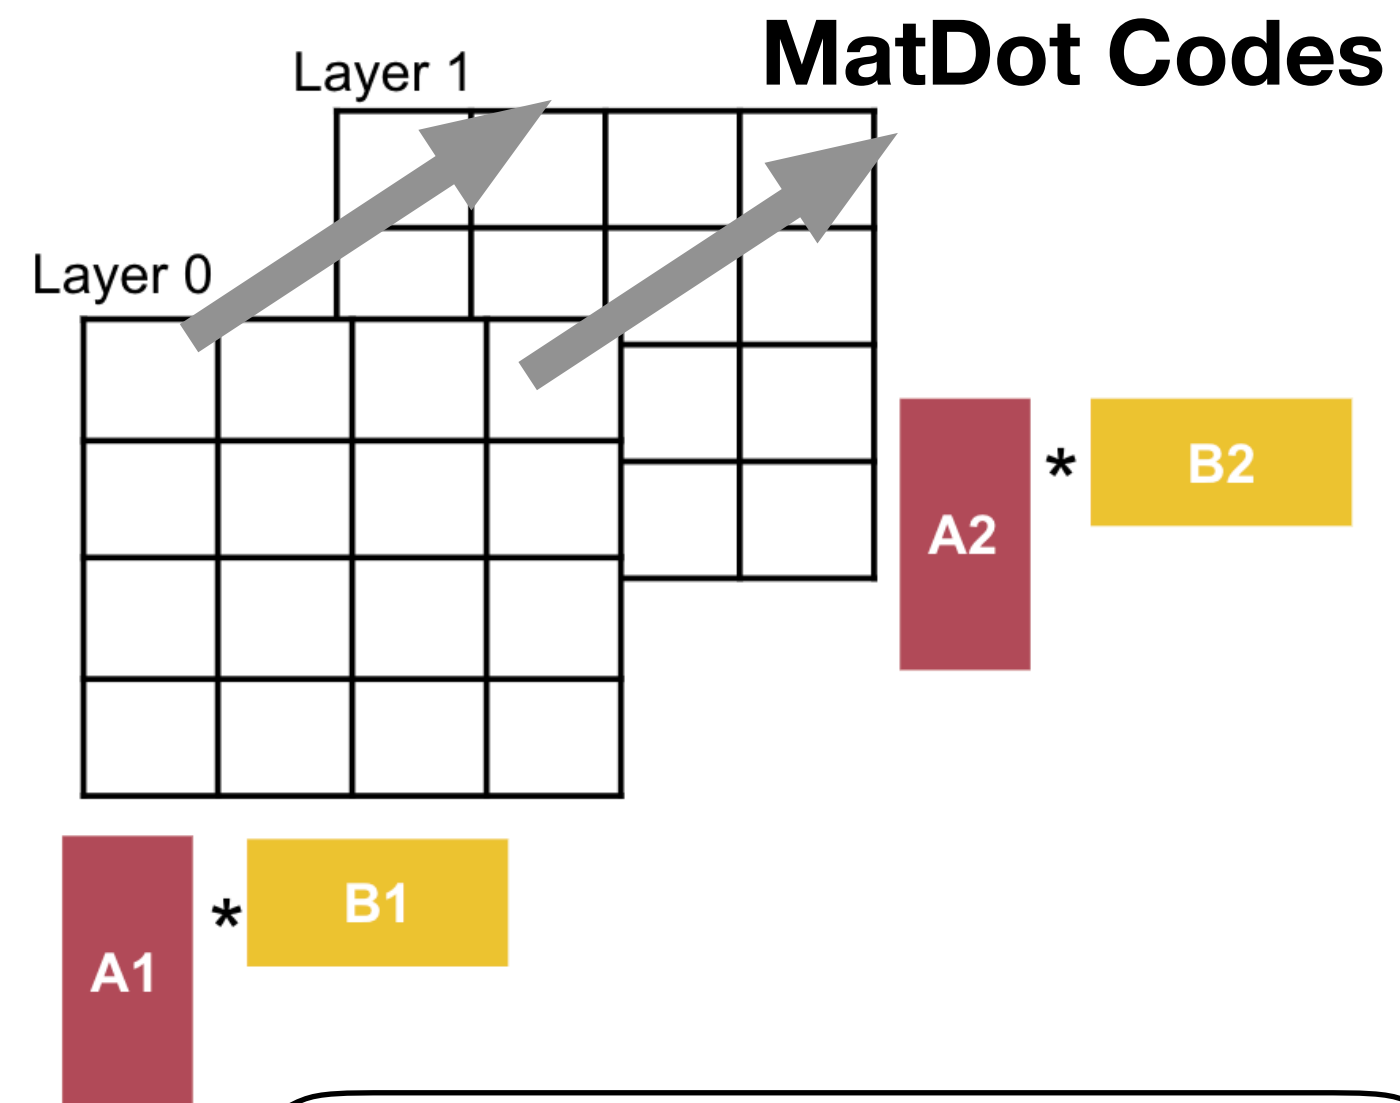 MatDot Codes
Layer 1
Layer 0
A2 * B2
A1 * B1